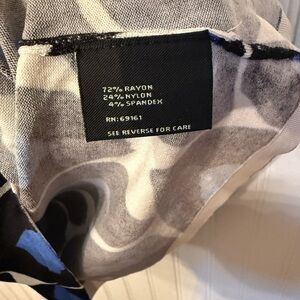 72% RAYON
24% NYLON
4% SPANDEX
RN: 69161
SEE REVERSE FOR CARE